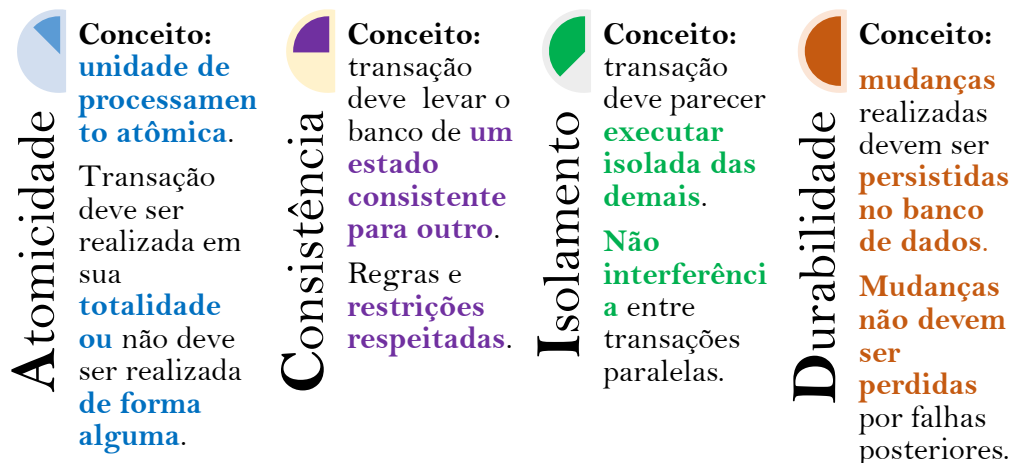 Atomicidade
Conceito:
unidade de
processamen
to atômica.
Transação
deve ser
realizada em
sua
totalidade
ou não deve
ser realizada
de forma
alguma.
Consistência
Conceito:
transação
deve levar o
banco de um
estado
consistente
para outro.
Regras e
restrições
respeitadas.
Isolamento
Conceito:
transação
deve parecer
executar
isolada das
demais.
Não
interferênci
a entre
transações
paralelas.
Durabilidade
Conceito:
mudanças
realizadas
devem ser
persistidas
no banco
de dados.
Mudanças
não devem
ser
perdidas
por falhas
posteriores.